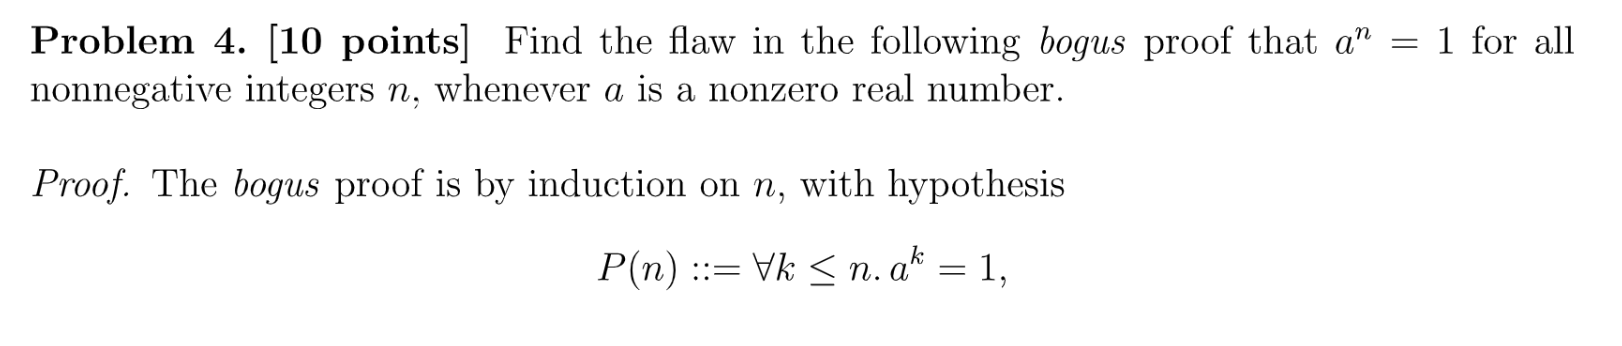 Problem 4. [10 points] Find the flaw in the following bogus proof that aⁿ = 1 for all
nonnegative integers n, whenever a is a nonzero real number.
Proof. The bogus proof is by induction on n, with hypothesis
P(n) ::= ∀k ≤ n. aᵏ = 1,